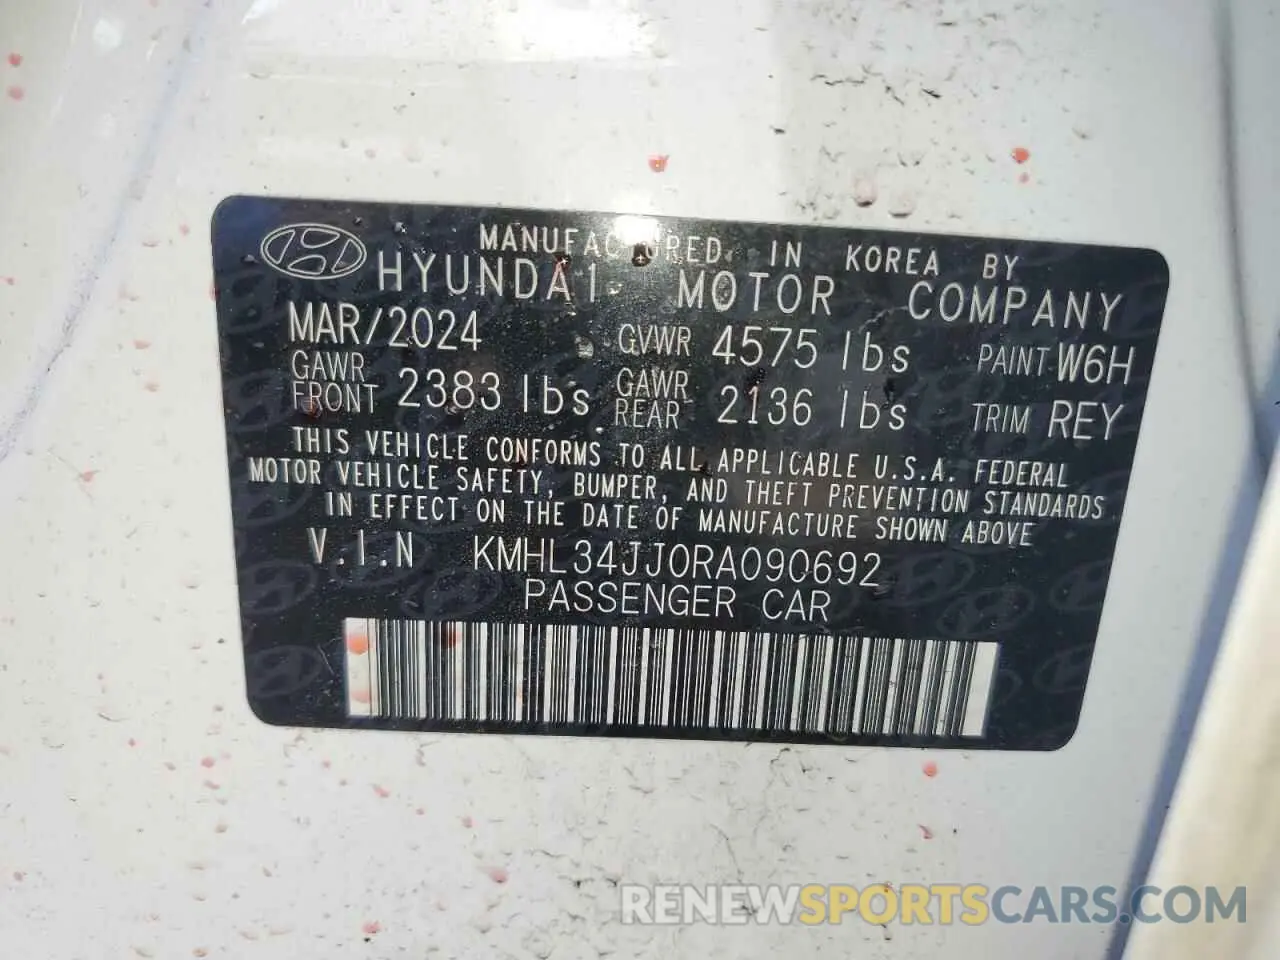 MANUFACTURED IN KOREA BY
HYUNDAI MOTOR COMPANY
MAR/2024 GVWR 4575 lbs PAINT W6H
GAWR FRONT 2383 lbs GAWR REAR 2136 lbs TRIM REY
THIS VEHICLE CONFORMS TO ALL APPLICABLE U.S.A. FEDERAL
MOTOR VEHICLE SAFETY, BUMPER, AND THEFT PREVENTION STANDARDS
IN EFFECT ON THE DATE OF MANUFACTURE SHOWN ABOVE
V.I.N KMHL34JJ0RA090692
PASSENGER CAR
RENEWSPORTSCARS.COM